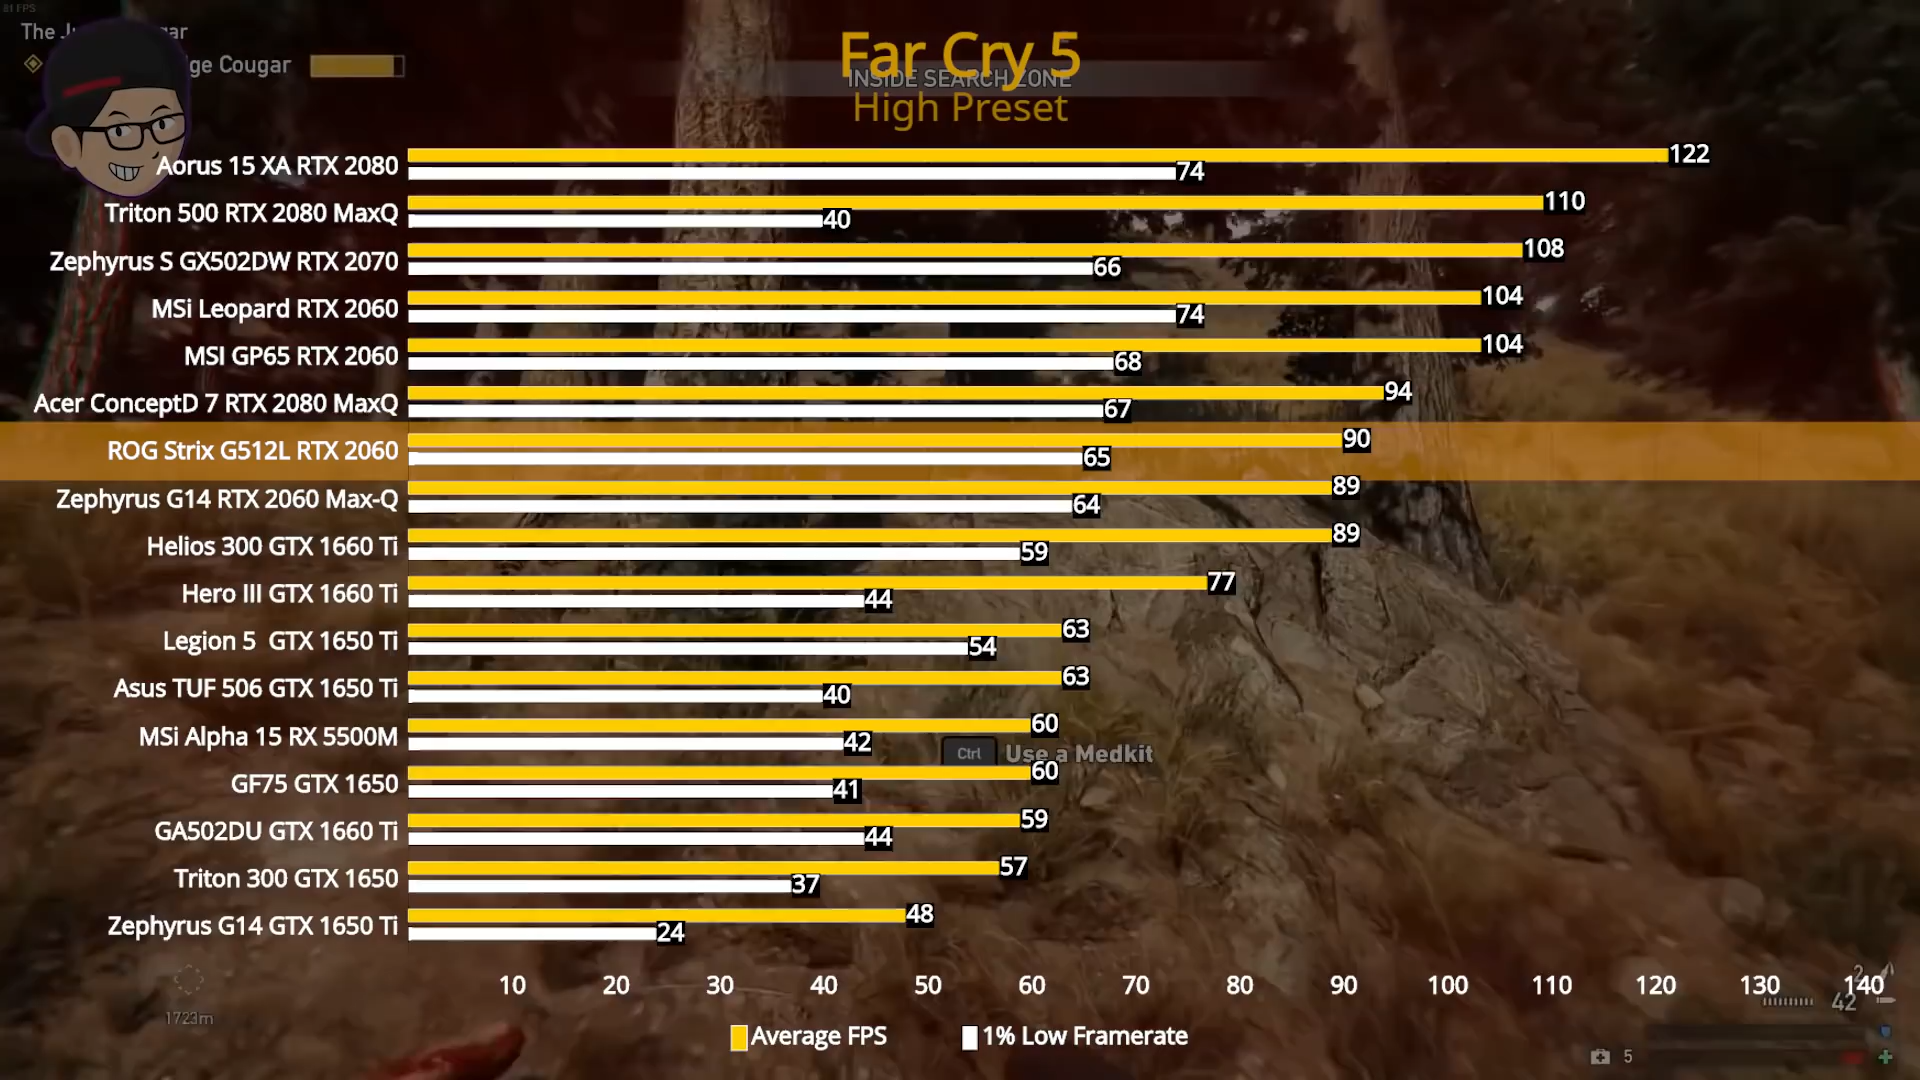 81 FPS
The J ar
ge Cougar
Far Cry 5
INSIDE SEARCH ZONE
High Preset
Aorus 15 XA RTX 2080 122
74
Triton 500 RTX 2080 MaxQ 110
40
Zephyrus S GX502DW RTX 2070 108
66
MSi Leopard RTX 2060 104
74
MSI GP65 RTX 2060 104
68
Acer ConceptD 7 RTX 2080 MaxQ 94
67
ROG Strix G512L RTX 2060 90
65
Zephyrus G14 RTX 2060 Max-Q 89
64
Helios 300 GTX 1660 Ti 89
59
Hero III GTX 1660 Ti 77
44
Legion 5 GTX 1650 Ti 63
54
Asus TUF 506 GTX 1650 Ti 63
40
MSi Alpha 15 RX 5500M 60
42
Ctrl Use a Medkit
GF75 GTX 1650 60
41
GA502DU GTX 1660 Ti 59
44
Triton 300 GTX 1650 57
37
Zephyrus G14 GTX 1650 Ti 48
24
10 20 30 40 50 60 70 80 90 100 110 120 130 140
2
42
1723m
Average FPS 1% Low Framerate
5